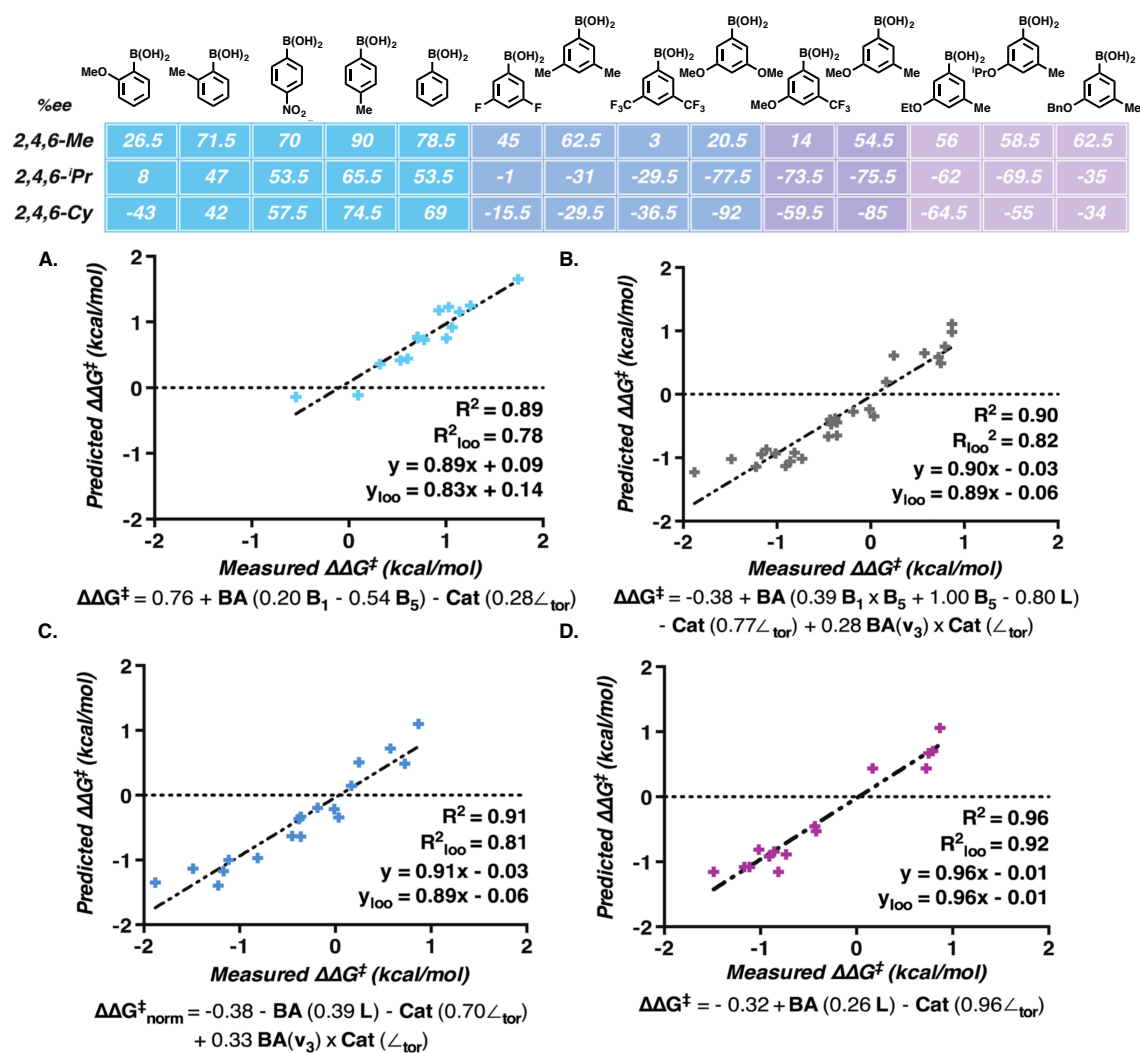 B(OH)2 B(OH)2 B(OH)2 B(OH)2 B(OH)2 B(OH)2 B(OH)2 B(OH)2 B(OH)2 B(OH)2 B(OH)2 B(OH)2 B(OH)2 B(OH)2
MeO Me NO2 Me F F Me Me F3C CF3 MeO OMe MeO CF3 MeO Me EtO Me iPrO Me BnO Me
%ee
2,4,6-Me 26.5 71.5 70 90 78.5 45 62.5 3 20.5 14 54.5 56 58.5 62.5
2,4,6-iPr 8 47 53.5 65.5 53.5 -1 -31 -29.5 -77.5 -73.5 -75.5 -62 -69.5 -35
2,4,6-Cy -43 42 57.5 74.5 69 -15.5 -29.5 -36.5 -92 -59.5 -85 -64.5 -55 -34
A.
Predicted ΔΔG‡ (kcal/mol)
2
1
0
-1
-2
R2 = 0.89
R2loo = 0.78
y = 0.89x + 0.09
yloo = 0.83x + 0.14
-2 -1 0 1 2
Measured ΔΔG‡ (kcal/mol)
ΔΔG‡ = 0.76 + BA (0.20 B1 - 0.54 B5) - Cat (0.28∠tor)
B.
Predicted ΔΔG‡ (kcal/mol)
2
1
0
-1
-2
R2 = 0.90
Rloo2 = 0.82
y = 0.90x - 0.03
yloo = 0.89x - 0.06
-2 -1 0 1 2
Measured ΔΔG‡ (kcal/mol)
ΔΔG‡ = -0.38 + BA (0.39 B1 x B5 + 1.00 B5 - 0.80 L)
- Cat (0.77∠tor) + 0.28 BA(v3) x Cat (∠tor)
C.
Predicted ΔΔG‡ (kcal/mol)
2
1
0
-1
-2
R2 = 0.91
R2loo = 0.81
y = 0.91x - 0.03
yloo = 0.89x - 0.06
-2 -1 0 1 2
Measured ΔΔG‡ (kcal/mol)
ΔΔG‡norm = -0.38 - BA (0.39 L) - Cat (0.70∠tor)
+ 0.33 BA(v3) x Cat (∠tor)
D.
Predicted ΔΔG‡ (kcal/mol)
2
1
0
-1
-2
R2 = 0.96
R2loo = 0.92
y = 0.96x - 0.01
yloo = 0.96x - 0.01
-2 -1 0 1 2
Measured ΔΔG‡ (kcal/mol)
ΔΔG‡ = - 0.32 + BA (0.26 L) - Cat (0.96∠tor)